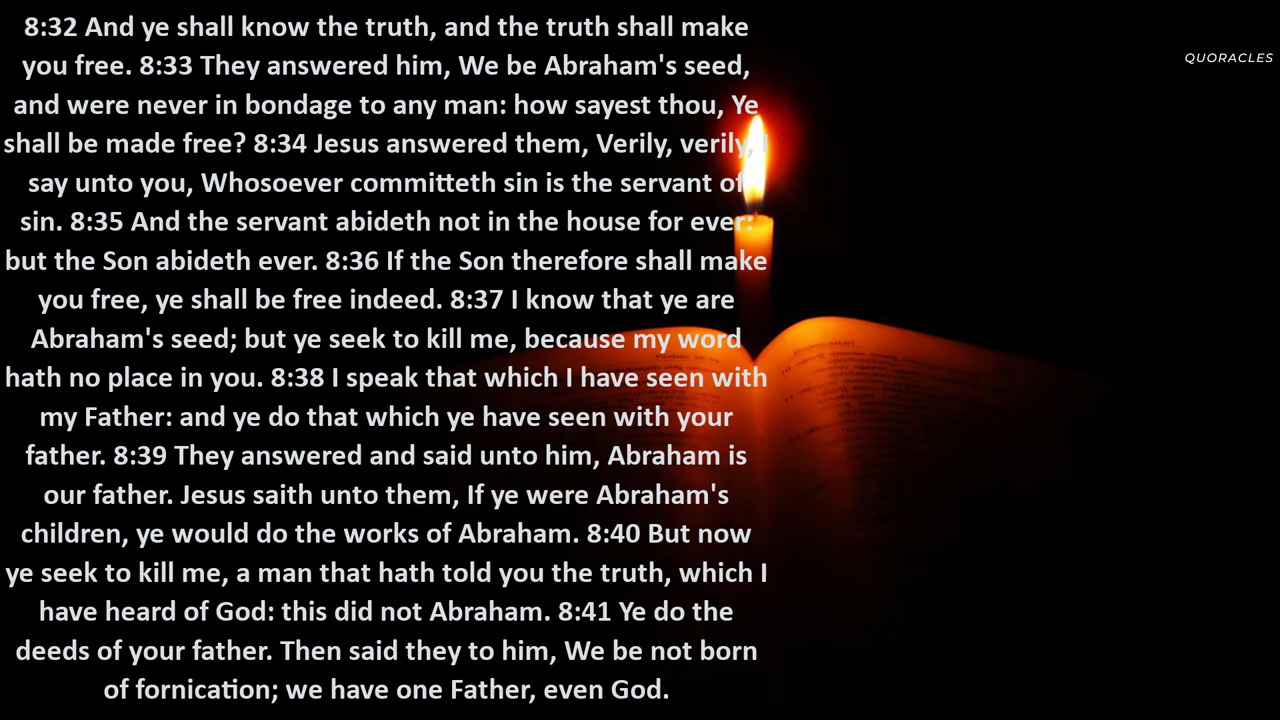 8:32 And ye shall know the truth, and the truth shall make
you free. 8:33 They answered him, We be Abraham's seed,
and were never in bondage to any man: how sayest thou, Ye
shall be made free? 8:34 Jesus answered them, Verily, verily, I
say unto you, Whosoever committeth sin is the servant of
sin. 8:35 And the servant abideth not in the house for ever:
but the Son abideth ever. 8:36 If the Son therefore shall make
you free, ye shall be free indeed. 8:37 I know that ye are
Abraham's seed; but ye seek to kill me, because my word
hath no place in you. 8:38 I speak that which I have seen with
my Father: and ye do that which ye have seen with your
father. 8:39 They answered and said unto him, Abraham is
our father. Jesus saith unto them, If ye were Abraham's
children, ye would do the works of Abraham. 8:40 But now
ye seek to kill me, a man that hath told you the truth, which I
have heard of God: this did not Abraham. 8:41 Ye do the
deeds of your father. Then said they to him, We be not born
of fornication; we have one Father, even God.
QUORACLES